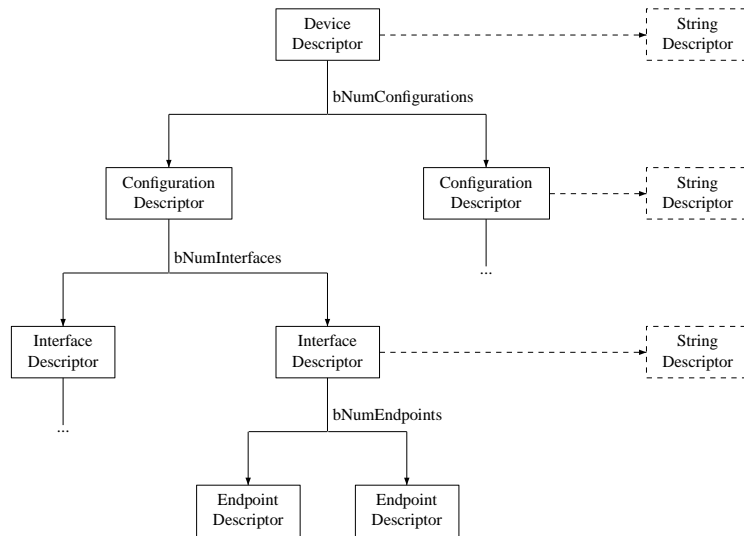 Device
Descriptor
String
Descriptor
bNumConfigurations
Configuration
Descriptor
Configuration
Descriptor
String
Descriptor
bNumInterfaces
...
Interface
Descriptor
Interface
Descriptor
String
Descriptor
...
bNumEndpoints
Endpoint
Descriptor
Endpoint
Descriptor